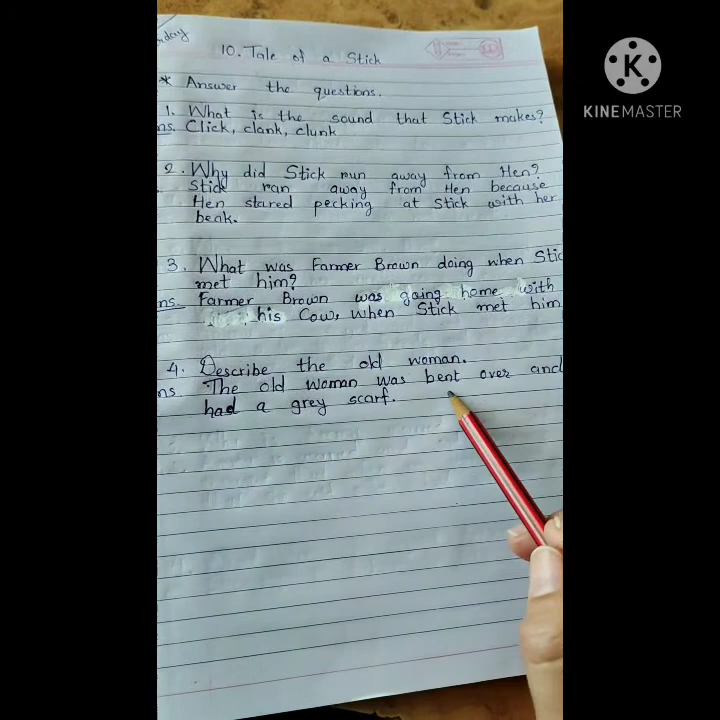 rday
10. Tale of a Stick
* Answer the questions.
1. What is the sound that Stick makes?
ns. Click, clank, clunk
2. Why did Stick run away from Hen?
Stick ran away from Hen because
Hen stared pecking at Stick with her
beak.
3. What was Farmer Brown doing when Stic
met him?
ns. Farmer Brown was going home with
his Cow, when Stick met him
4. Describe the old woman.
ns The old woman was bent over and
had a grey scarf.
K
KINEMASTER